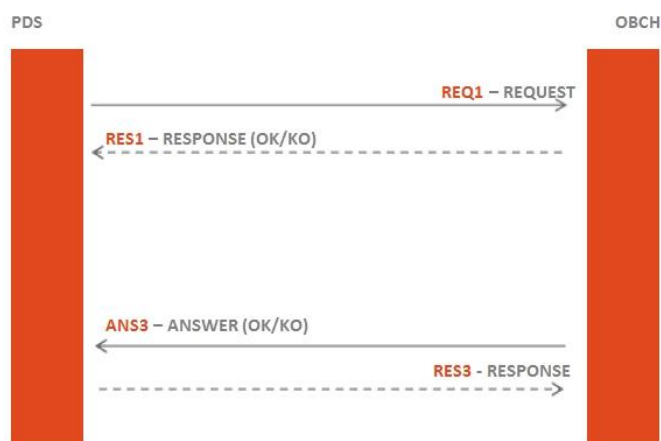 PDS
OBCH
REQ1 – REQUEST
RES1 – RESPONSE (OK/KO)
ANS3 – ANSWER (OK/KO)
RES3 - RESPONSE